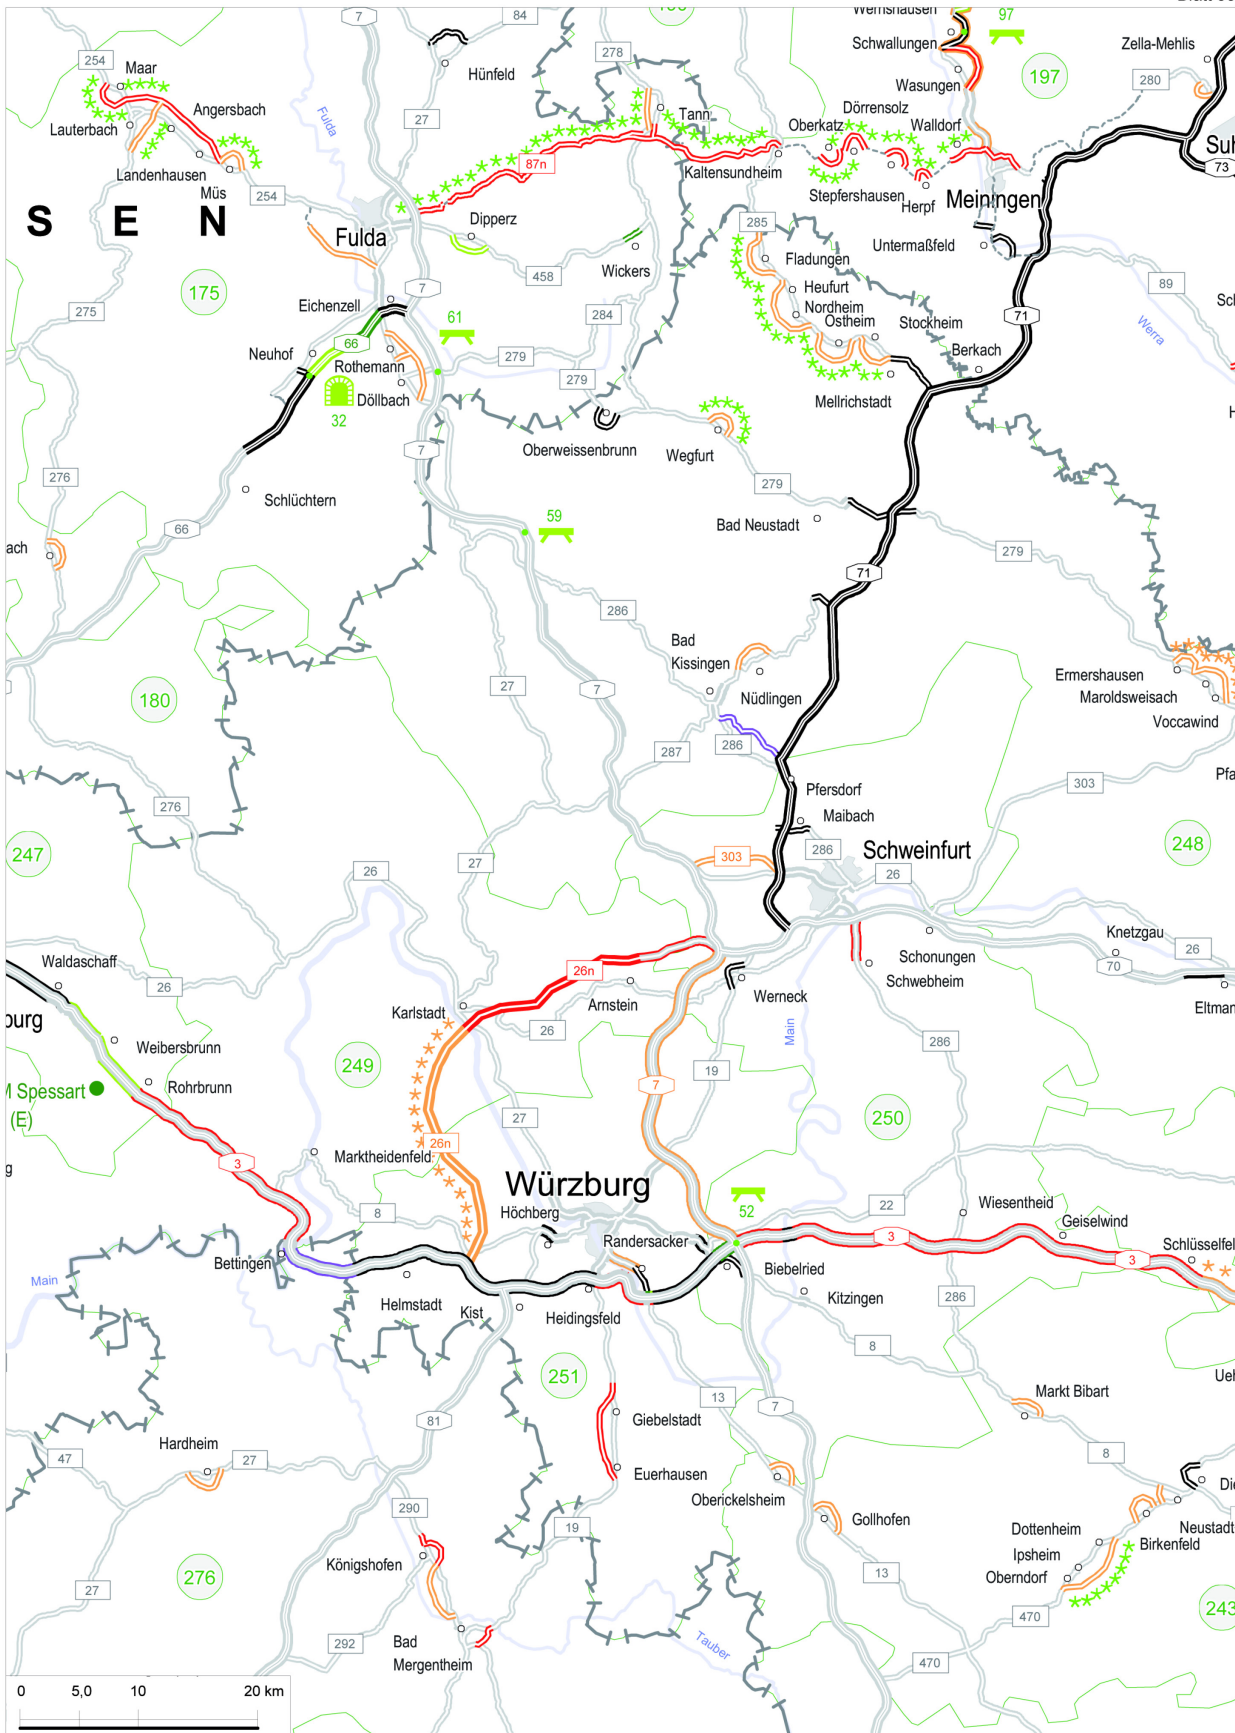 7
84
97
Schwallungen
Zella-Mehlis
254
Maar
Hünfeld
278
Wasungen
197
280
Angersbach
Fulda
27
Tann
Dörrensolz
Lauterbach
Oberkatz
Walldorf
87n
Kaltensundheim
73
Landenhausen
Müs
254
Stepfershausen
Herpf
Meiningen
S E N
Fulda
Dipperz
285
Untermaßfeld
458
Wickers
Fladungen
175
Eichenzell
7
Heufurt
89
275
61
284
Nordheim
Ostheim
Stockheim
71
Werra
Neuhof
66
Rothemann
279
Berkach
279
Döllbach
32
Mellrichstadt
Oberweissenbrunn
7
Wegfurt
276
Schlüchtern
279
66
59
Bad Neustadt
ach
279
71
286
Bad
Kissingen
Nüdlingen
Ermershausen
180
27
7
Maroldsweisach
Voccawind
287
286
276
Pfersdorf
303
Maibach
247
27
303
286
Schweinfurt
248
26
26
Knetzgau
Waldaschaff
26
26n
Schonungen
70
26
Schwebheim
Arnstein
Werneck
burg
Karlstadt
26
Main
Weibersbrunn
249
286
19
Rohrbrunn
7
Spessart
(E)
27
250
26n
3
Marktheidenfeld
Würzburg
52
22
Wiesentheid
8
Höchberg
Geiselwind
Randersacker
3
Bettingen
3
Main
Biebelried
Helmstadt
Kist
Heidingsfeld
Kitzingen
286
8
251
13
Markt Bibart
81
Giebelstadt
7
Hardheim
47
27
Euerhausen
8
Oberickelsheim
290
19
Gollhofen
Dottenheim
Neustadt
Königshofen
Ipsheim
Birkenfeld
276
Oberndorf
27
13
243
470
292
Bad
Mergentheim
Tauber
470
0 5,0 10 20 km